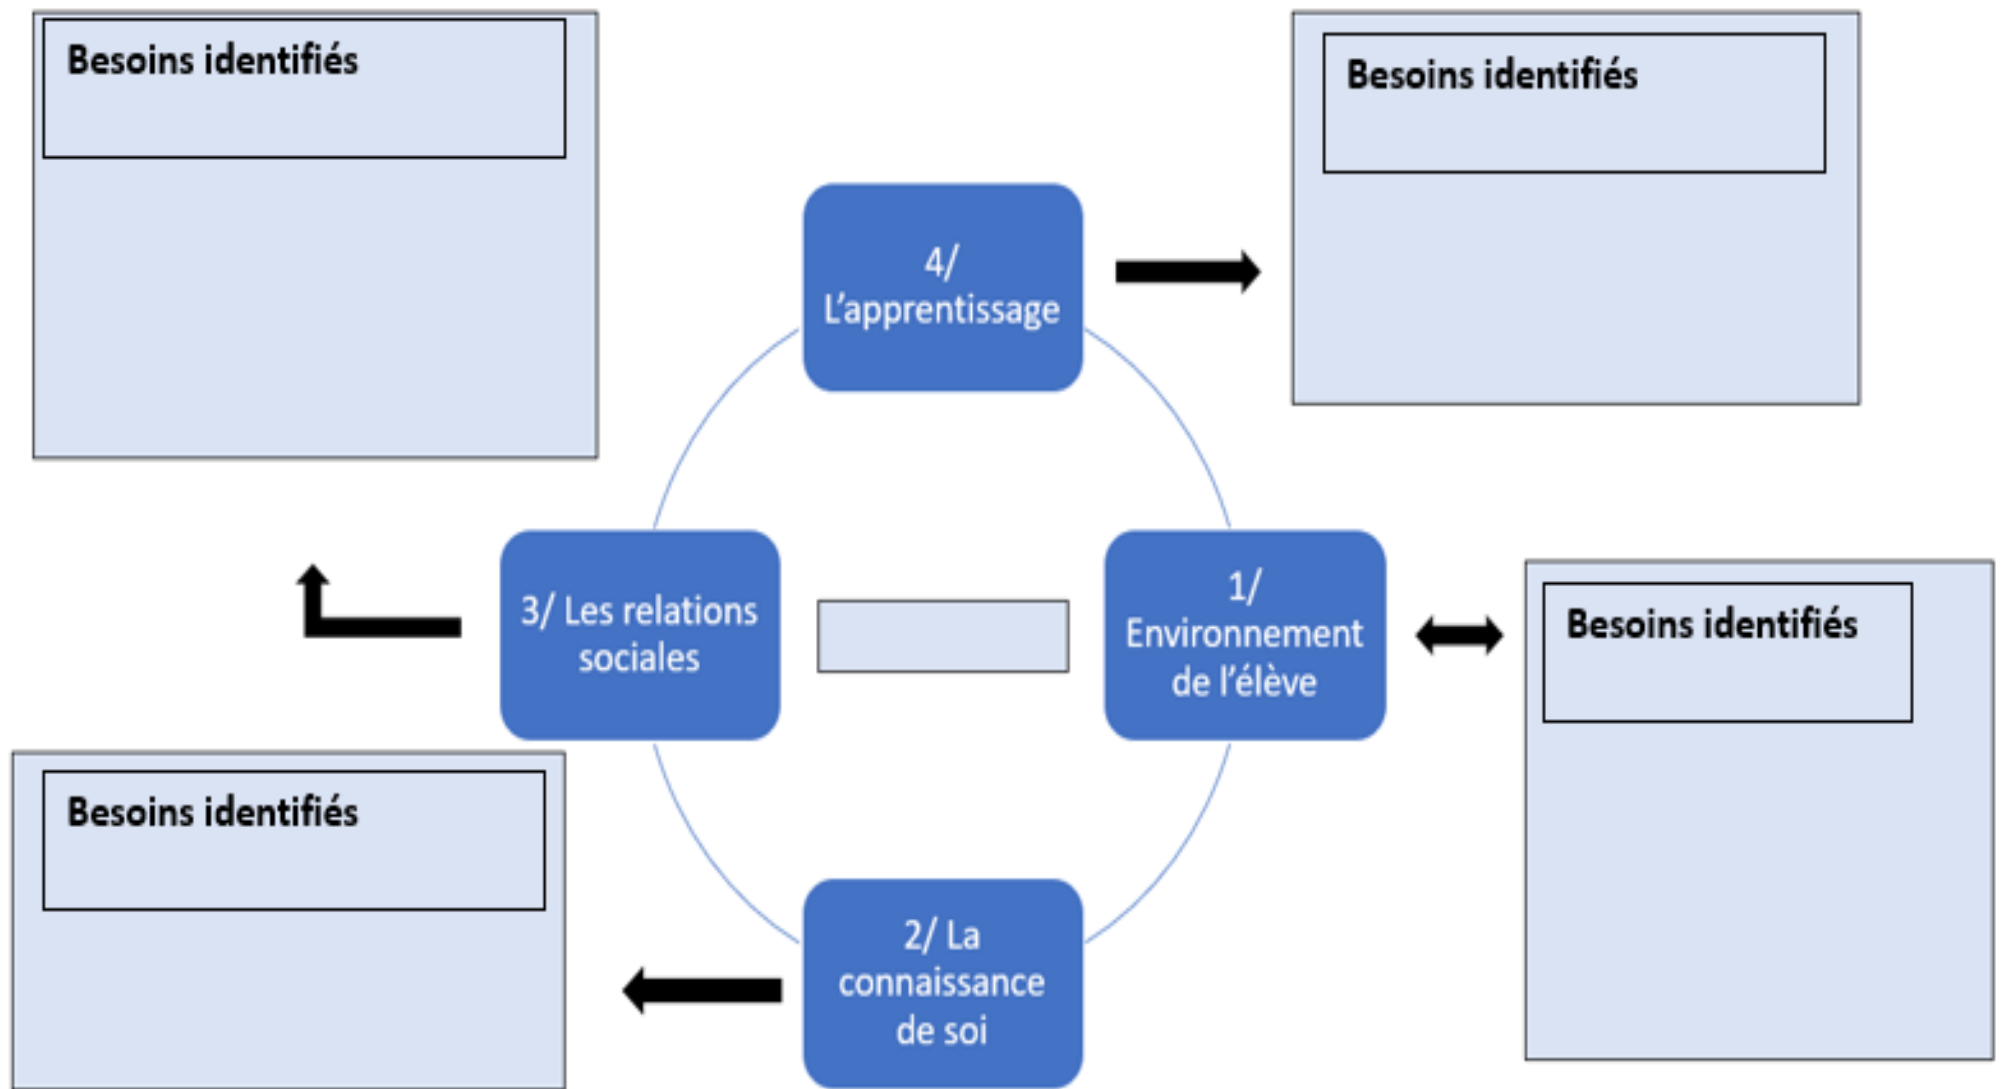 Besoins identifiés
Besoins identifiés
4/
L'apprentissage
3/ Les relations
sociales
1/
Environnement
de l'élève
Besoins identifiés
Besoins identifiés
2/ La
connaissance
de soi